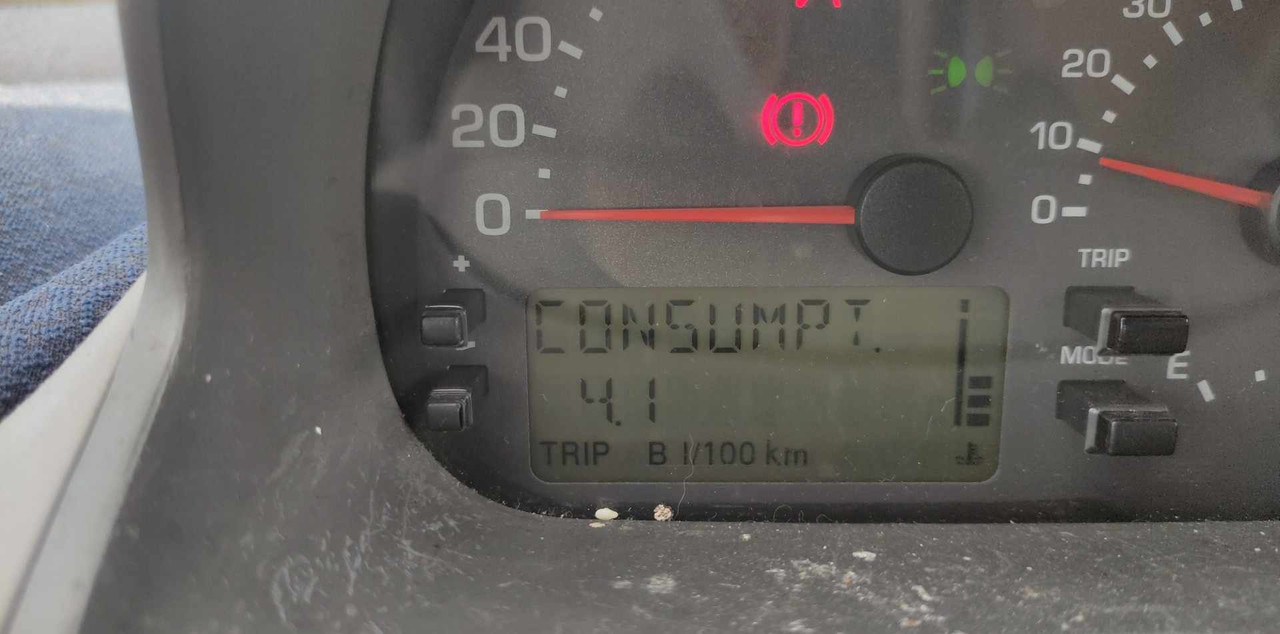 40
20
0
30
20
10
0
+
-
TRIP
MODE
E
CONSUMPT.
4.1
TRIP B l/100 km